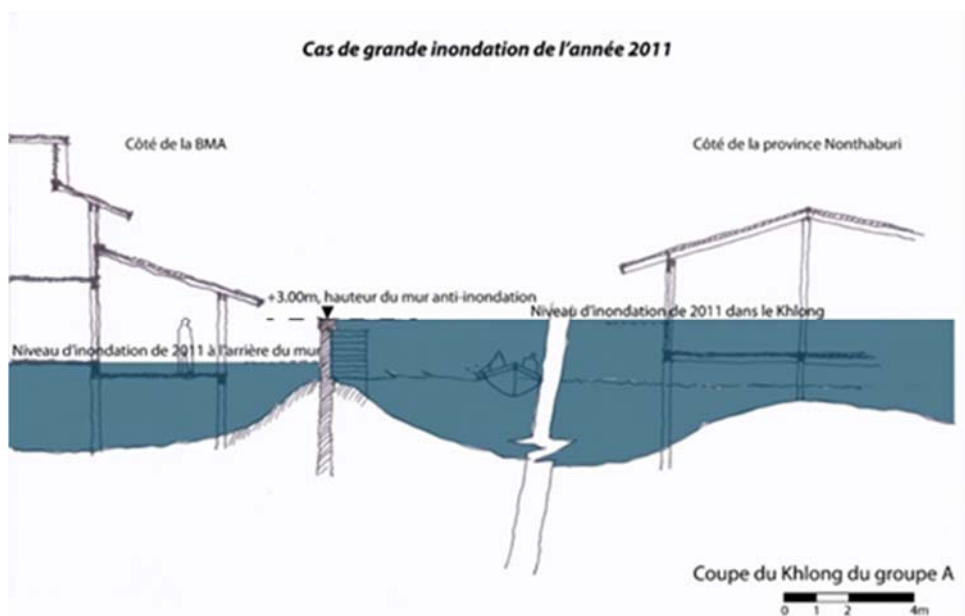 Cas de grande inondation de l'année 2011
Côté de la BMA
Côté de la province Nonthaburi
+3.00m, hauteur du mur anti-inondation
Niveau d'inondation de 2011 dans le Khlong
Niveau d'inondation de 2011 à l'arrière du mur
Coupe du Khlong du groupe A
0 1 2 4m